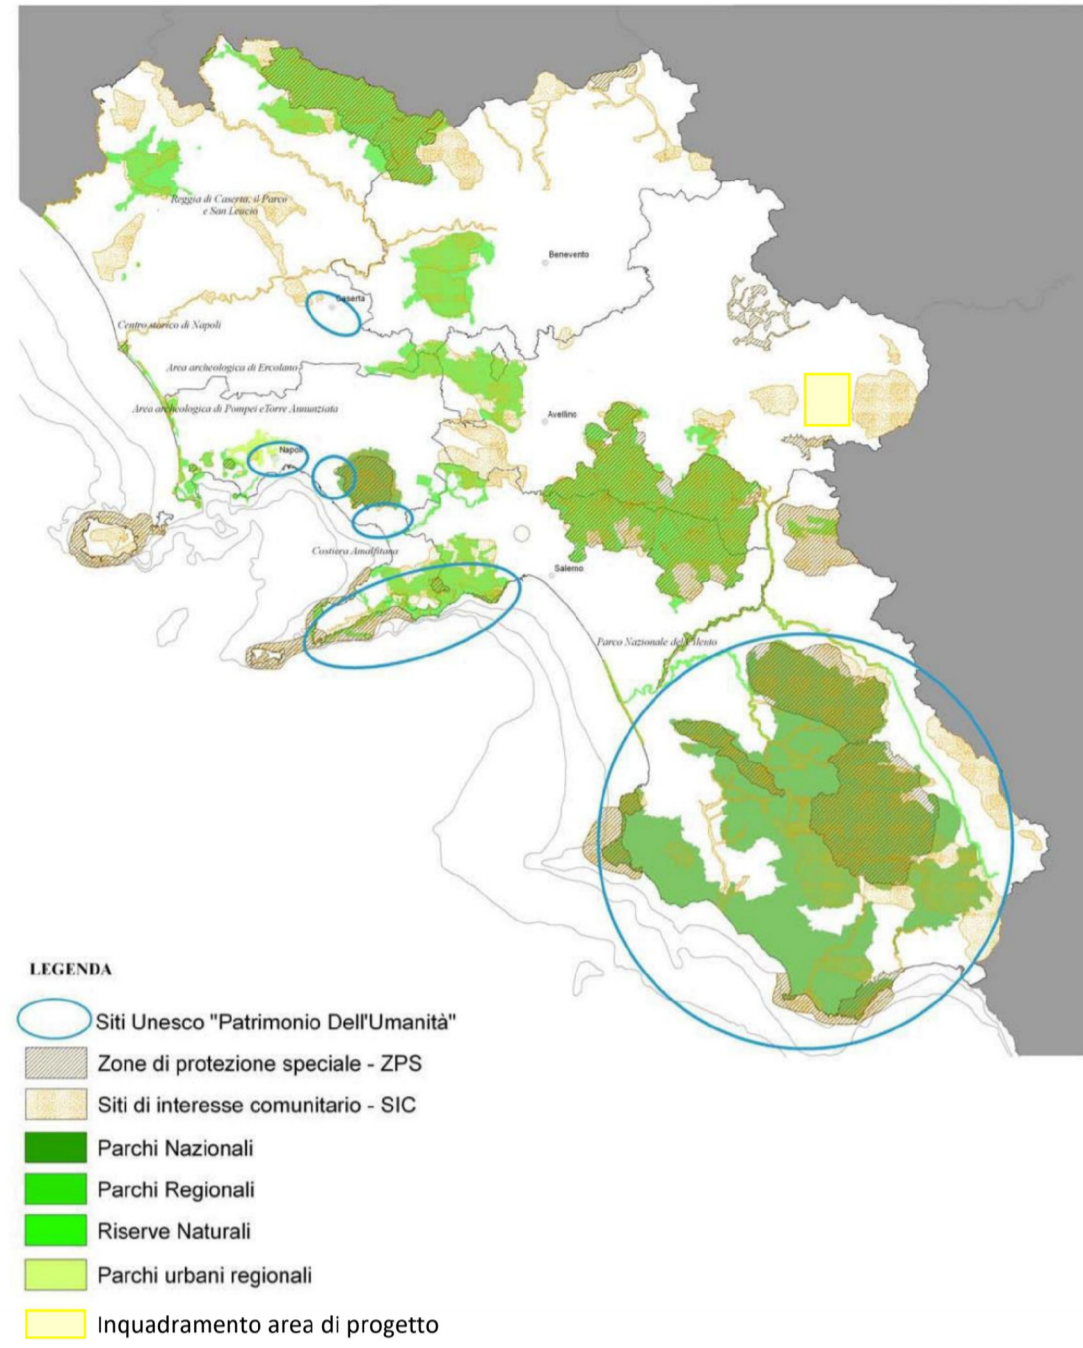 Reggia di Caserta, il Parco
e San Leucio
Benevento
Caserta
Centro storico di Napoli
Area archeologica di Ercolano
Area archeologica di Pompei eTorre Annunziata
Avellino
Napoli
Costiera Amalfitana
Salerno
Parco Nazionale del Cilento
LEGENDA
Siti Unesco "Patrimonio Dell'Umanità"
Zone di protezione speciale - ZPS
Siti di interesse comunitario - SIC
Parchi Nazionali
Parchi Regionali
Riserve Naturali
Parchi urbani regionali
Inquadramento area di progetto